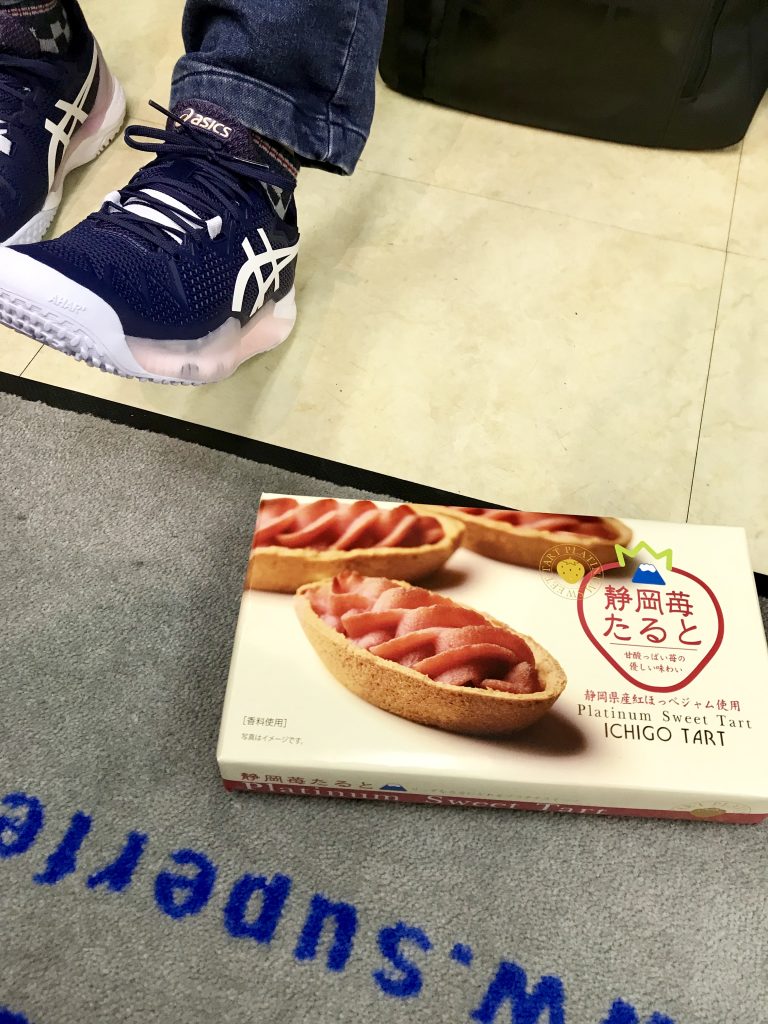 asics
AHAR+
静岡苺
たると
甘酸っぱい苺の
優しい味わい
静岡県産紅ほっぺジャム使用
Platinum Sweet Tart
ICHIGO TART
[香料使用]
写真はイメージです。
静岡苺たると
Platinum Sweet Tart